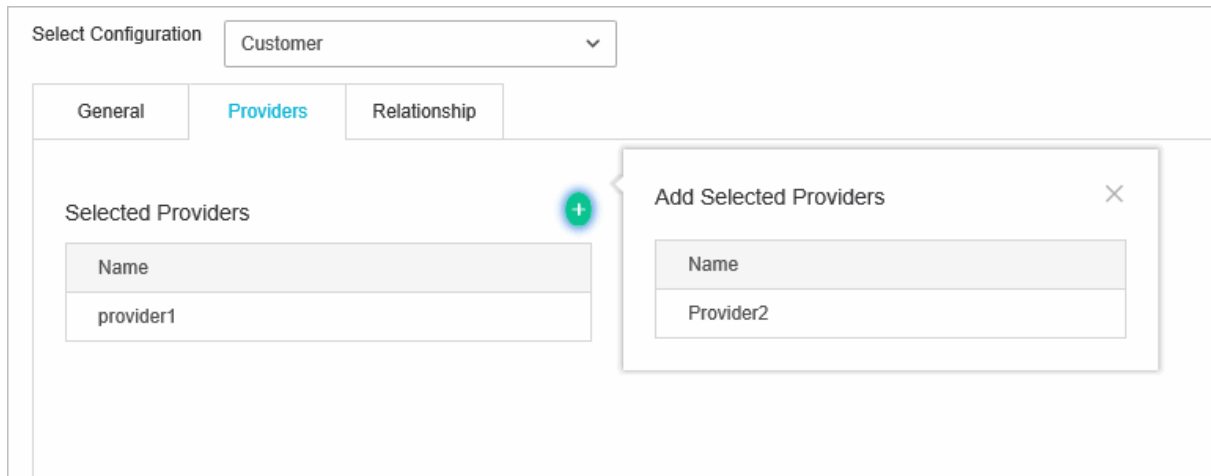 Select Configuration Customer
General Providers Relationship
Selected Providers
Name
provider1
Add Selected Providers
Name
Provider2